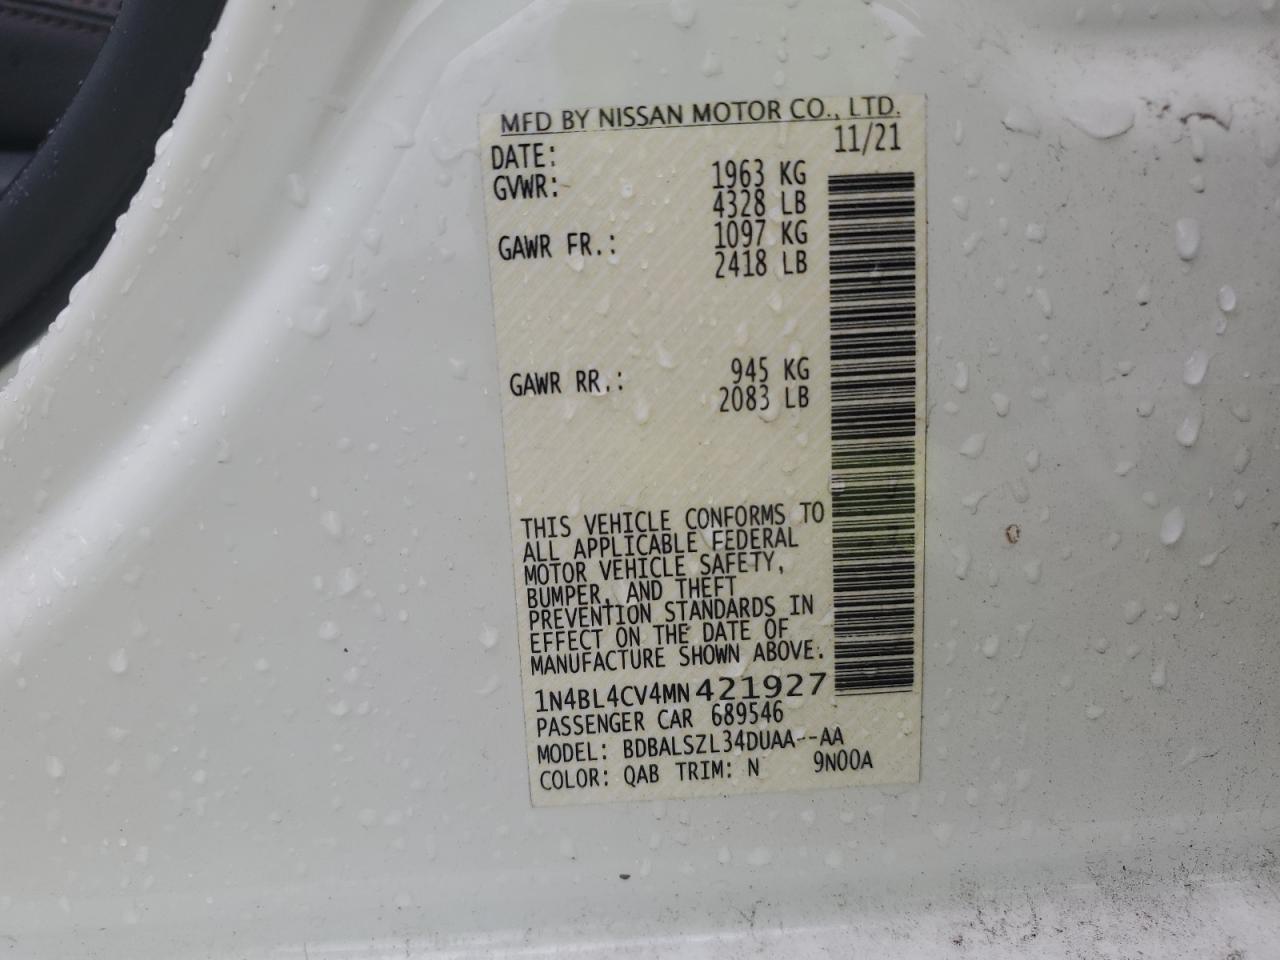 MFD BY NISSAN MOTOR CO., LTD.
DATE: 11/21
GVWR: 1963 KG
4328 LB
GAWR FR.: 1097 KG
2418 LB
GAWR RR.: 945 KG
2083 LB
THIS VEHICLE CONFORMS TO
ALL APPLICABLE FEDERAL
MOTOR VEHICLE SAFETY,
BUMPER, AND THEFT
PREVENTION STANDARDS IN
EFFECT ON THE DATE OF
MANUFACTURE SHOWN ABOVE.
1N4BL4CV4MN421927
PASSENGER CAR 689546
MODEL: BDBALSZL34DUAA--AA
COLOR: QAB TRIM: N 9N00A